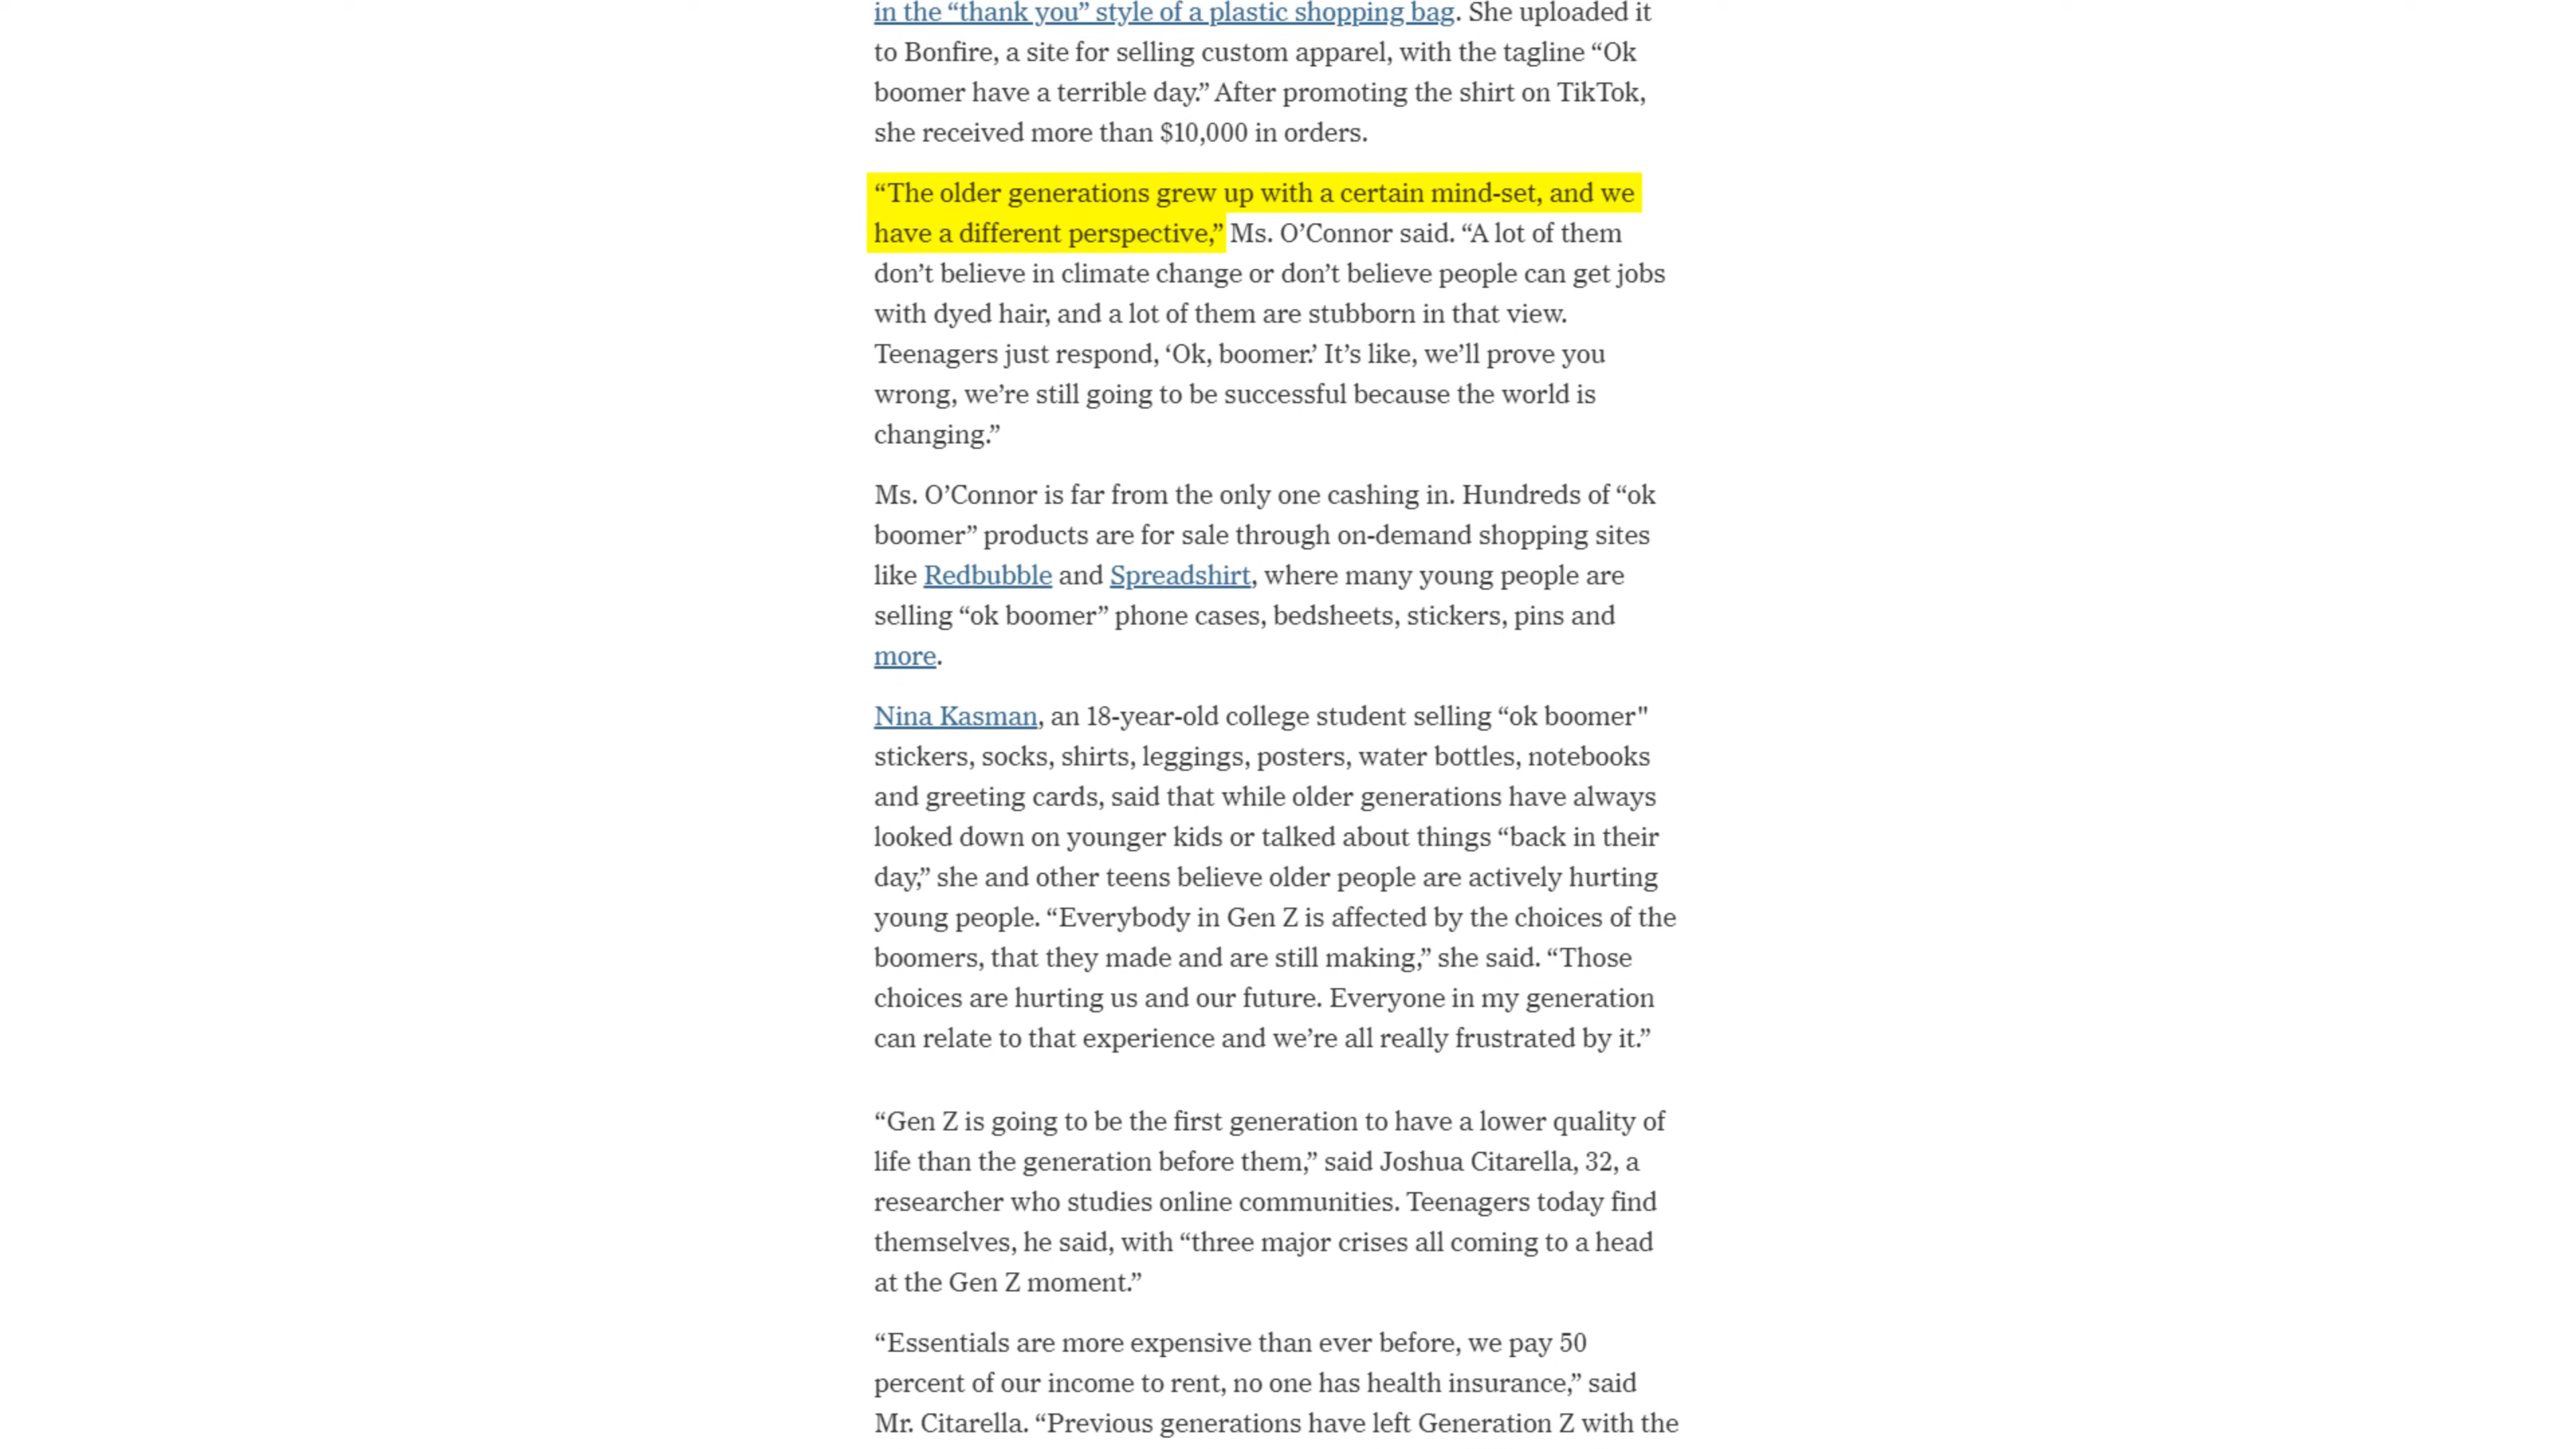 in the “thank you” style of a plastic shopping bag. She uploaded it
to Bonfire, a site for selling custom apparel, with the tagline “Ok
boomer have a terrible day.” After promoting the shirt on TikTok,
she received more than $10,000 in orders.
“The older generations grew up with a certain mind-set, and we
have a different perspective,” Ms. O’Connor said. “A lot of them
don’t believe in climate change or don’t believe people can get jobs
with dyed hair, and a lot of them are stubborn in that view.
Teenagers just respond, ‘Ok, boomer.’ It’s like, we’ll prove you
wrong, we’re still going to be successful because the world is
changing.”
Ms. O’Connor is far from the only one cashing in. Hundreds of “ok
boomer” products are for sale through on-demand shopping sites
like Redbubble and Spreadshirt, where many young people are
selling “ok boomer” phone cases, bedsheets, stickers, pins and
more.
Nina Kasman, an 18-year-old college student selling “ok boomer"
stickers, socks, shirts, leggings, posters, water bottles, notebooks
and greeting cards, said that while older generations have always
looked down on younger kids or talked about things “back in their
day,” she and other teens believe older people are actively hurting
young people. “Everybody in Gen Z is affected by the choices of the
boomers, that they made and are still making,” she said. “Those
choices are hurting us and our future. Everyone in my generation
can relate to that experience and we’re all really frustrated by it.”
“Gen Z is going to be the first generation to have a lower quality of
life than the generation before them,” said Joshua Citarella, 32, a
researcher who studies online communities. Teenagers today find
themselves, he said, with “three major crises all coming to a head
at the Gen Z moment.”
“Essentials are more expensive than ever before, we pay 50
percent of our income to rent, no one has health insurance,” said
Mr. Citarella. “Previous generations have left Generation Z with the